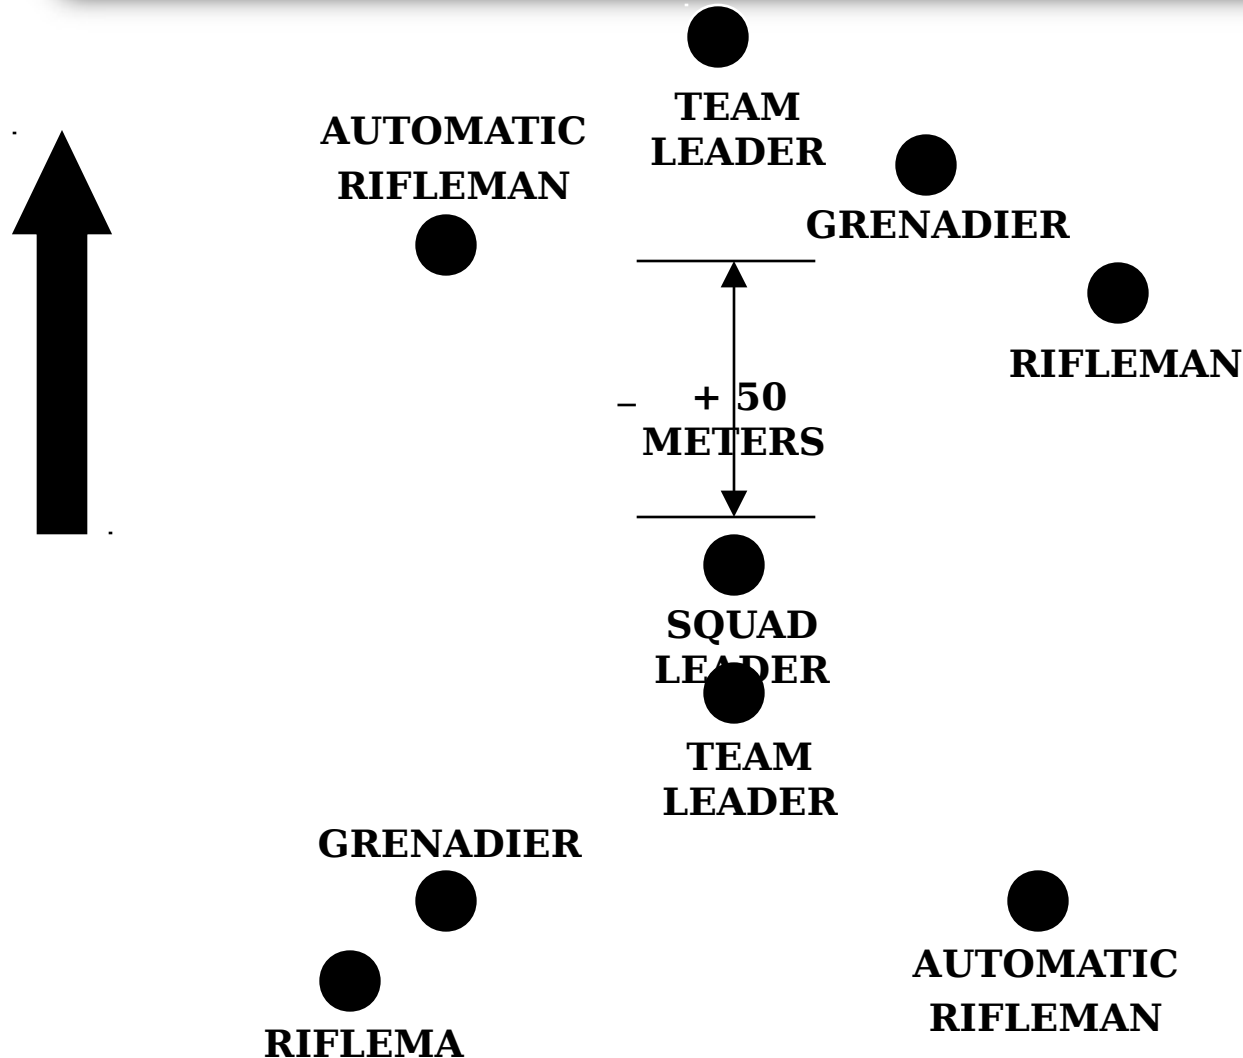 TEAM
LEADER
AUTOMATIC
RIFLEMAN
GRENADIER
RIFLEMAN
+ 50
METERS
SQUAD
LEADER
TEAM
LEADER
GRENADIER
AUTOMATIC
RIFLEMAN
RIFLEMA